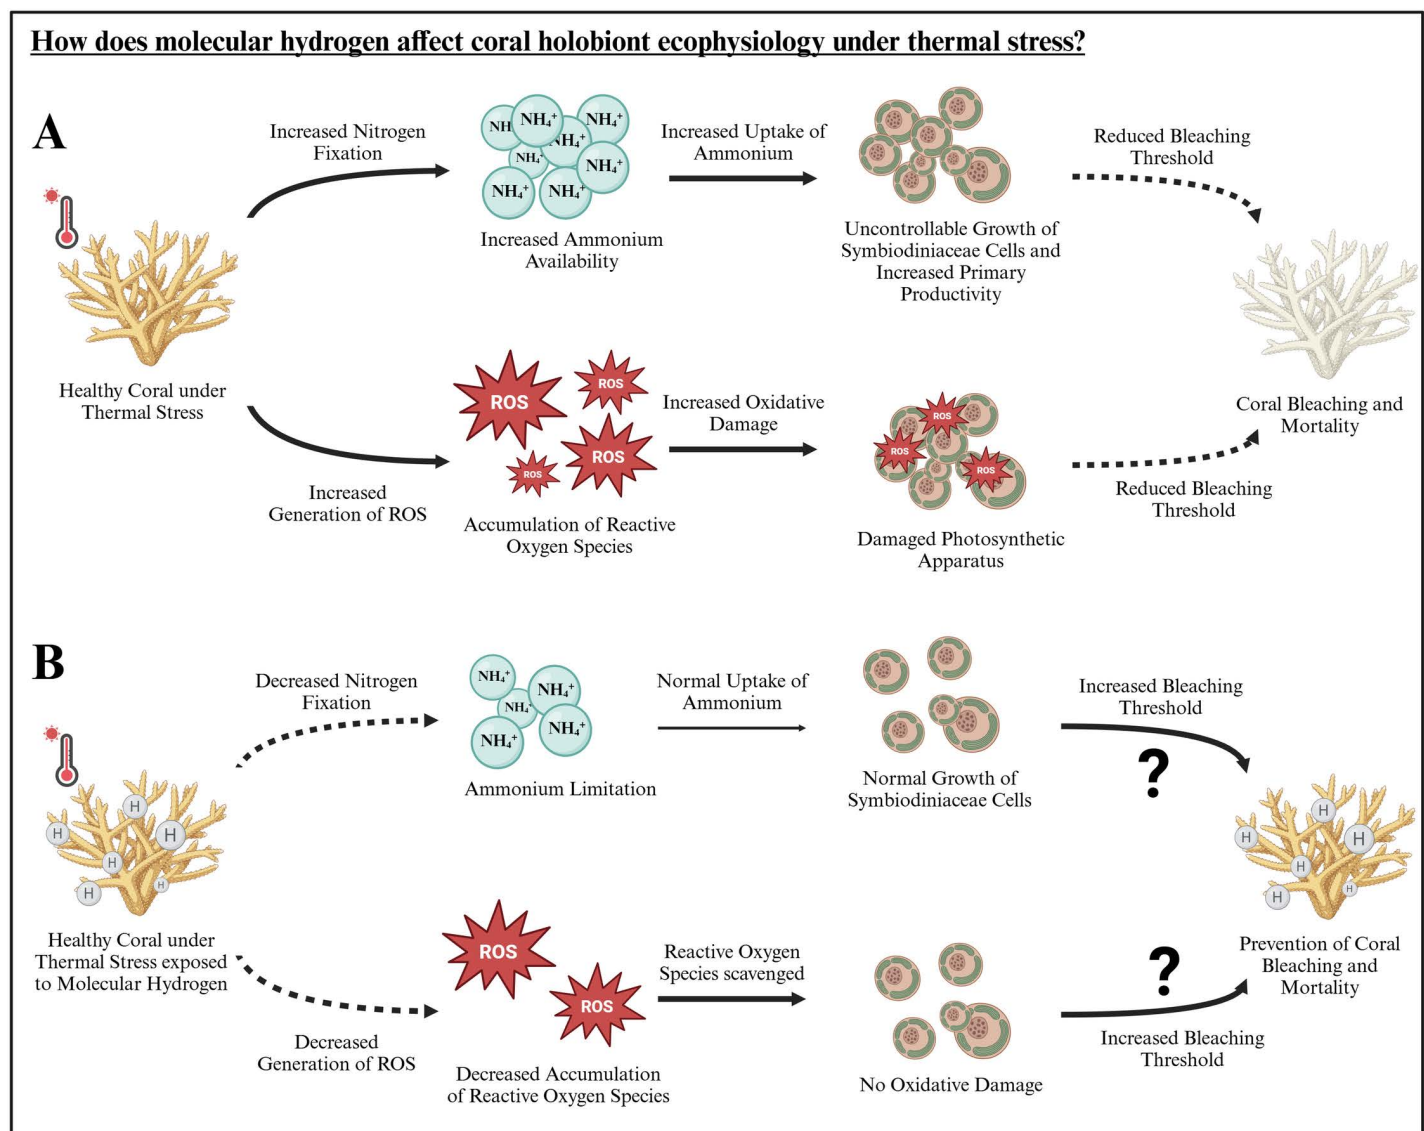 How does molecular hydrogen affect coral holobiont ecophysiology under thermal stress?
A
Increased Nitrogen
Fixation
NH
NH₄⁺
NH₄⁺
NH₄⁺
NH₄⁺
NH₄⁺
NH₄⁺
NH₄⁺
Increased Ammonium
Availability
Increased Uptake of
Ammonium
Uncontrollable Growth of
Symbiodiniaceae Cells and
Increased Primary
Productivity
Reduced Bleaching
Threshold
Healthy Coral under
Thermal Stress
Increased
Generation of ROS
ROS
ROS
ROS
ROS
Accumulation of Reactive
Oxygen Species
Increased Oxidative
Damage
ROS
ROS
ROS
Damaged Photosynthetic
Apparatus
Reduced Bleaching
Threshold
Coral Bleaching and
Mortality
B
Decreased Nitrogen
Fixation
NH₄⁺
NH₄⁺
NH₄⁺
NH₄⁺
NH₄⁺
Ammonium Limitation
Normal Uptake of
Ammonium
Normal Growth of
Symbiodiniaceae Cells
Increased Bleaching
Threshold
?
H
H
H
H
H
H
Healthy Coral under
Thermal Stress exposed
to Molecular Hydrogen
Decreased
Generation of ROS
ROS
ROS
Decreased Accumulation
of Reactive Oxygen Species
Reactive Oxygen
Species scavenged
No Oxidative Damage
?
Increased Bleaching
Threshold
H
H
H
H
H
H
Prevention of Coral
Bleaching and
Mortality